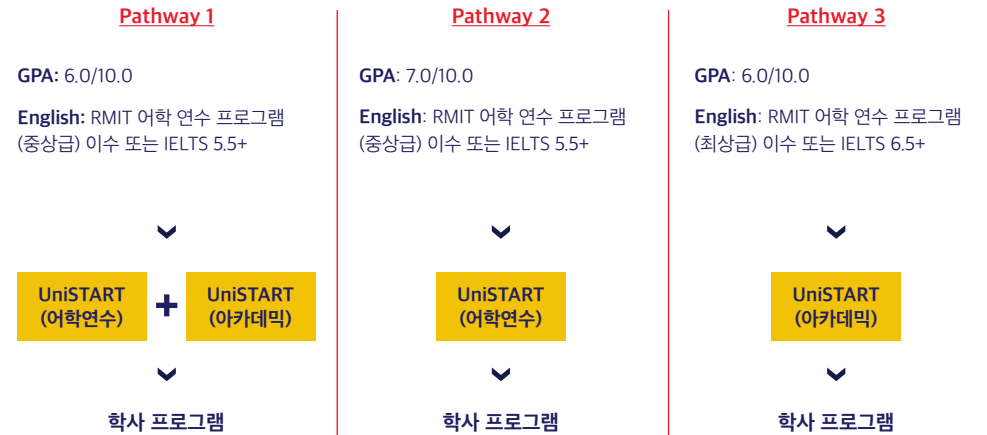 Pathway 1
GPA: 6.0/10.0
English: RMIT 어학 연수 프로그램
(중상급) 이수 또는 IELTS 5.5+
UniSTART
(어학연수)
+
UniSTART
(아카데믹)
학사 프로그램
Pathway 2
GPA: 7.0/10.0
English: RMIT 어학 연수 프로그램
(중상급) 이수 또는 IELTS 5.5+
UniSTART
(어학연수)
학사 프로그램
Pathway 3
GPA: 6.0/10.0
English: RMIT 어학 연수 프로그램
(최상급) 이수 또는 IELTS 6.5+
UniSTART
(아카데믹)
학사 프로그램